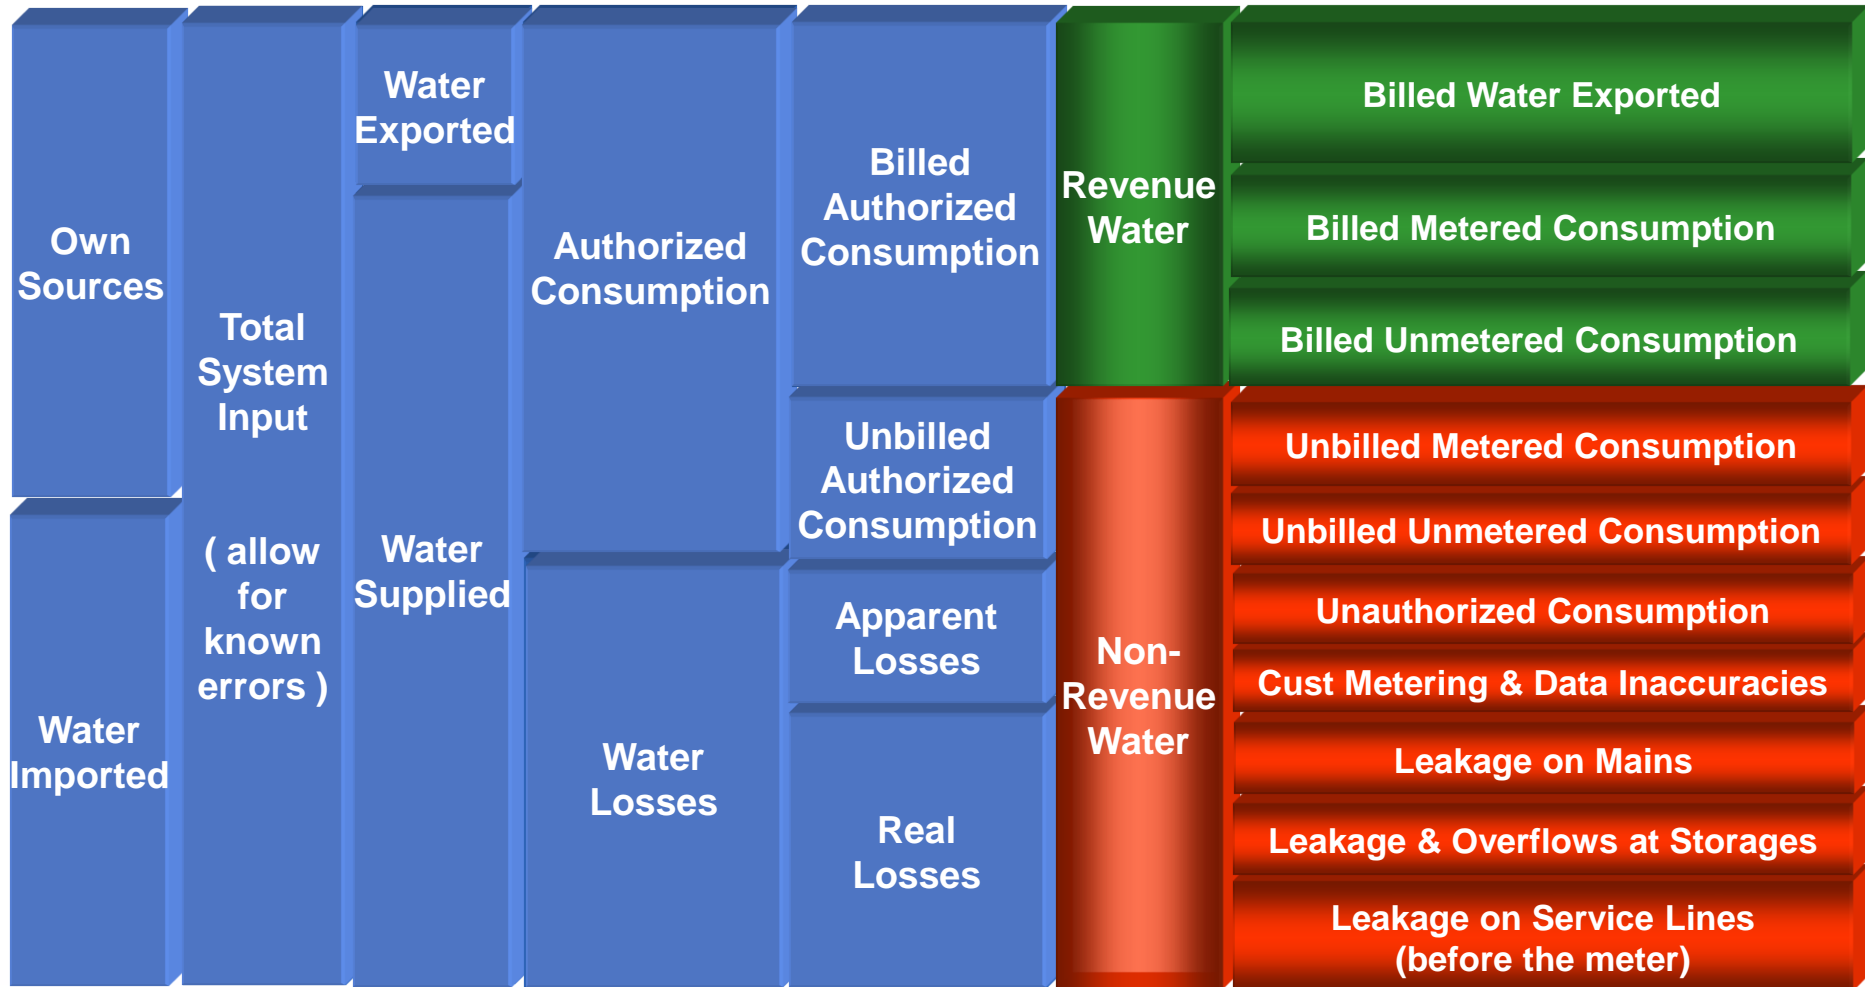 Own
Sources
Water
Imported
Total
System
Input
( allow
for
known
errors )
Water
Exported
Water
Supplied
Authorized
Consumption
Water
Losses
Billed
Authorized
Consumption
Unbilled
Authorized
Consumption
Apparent
Losses
Real
Losses
Revenue
Water
Non-
Revenue
Water
Billed Water Exported
Billed Metered Consumption
Billed Unmetered Consumption
Unbilled Metered Consumption
Unbilled Unmetered Consumption
Unauthorized Consumption
Cust Metering & Data Inaccuracies
Leakage on Mains
Leakage & Overflows at Storages
Leakage on Service Lines
(before the meter)